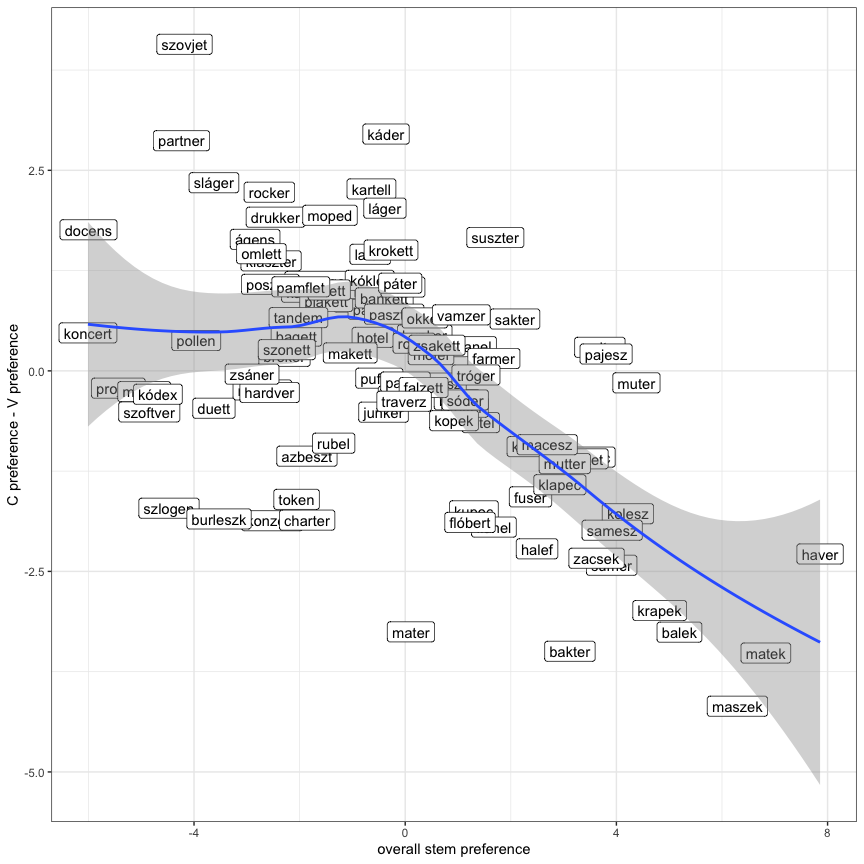 szovjet
káder
partner
sláger
rocker
kartell
láger
drukker
moped
docens
suszter
ágens
omlett
krokett
páter
pamflet
bankett
tandem
vamzer
sakter
koncert
pollen
bagett
hotel
szonett
makett
zsakett
pajesz
farmer
tróger
muter
zsáner
hardver
kódex
falzett
traverz
sóder
szoftver
duett
junker
kopek
rubel
azbeszt
macesz
mutter
klapec
fuser
token
szlogen
burleszk
charter
flóbert
kolesz
samesz
halef
zacsek
haver
krapek
mater
balek
bakter
matek
maszek
2.5
0.0
-2.5
-5.0
-4
0
4
8
overall stem preference
C preference - V preference